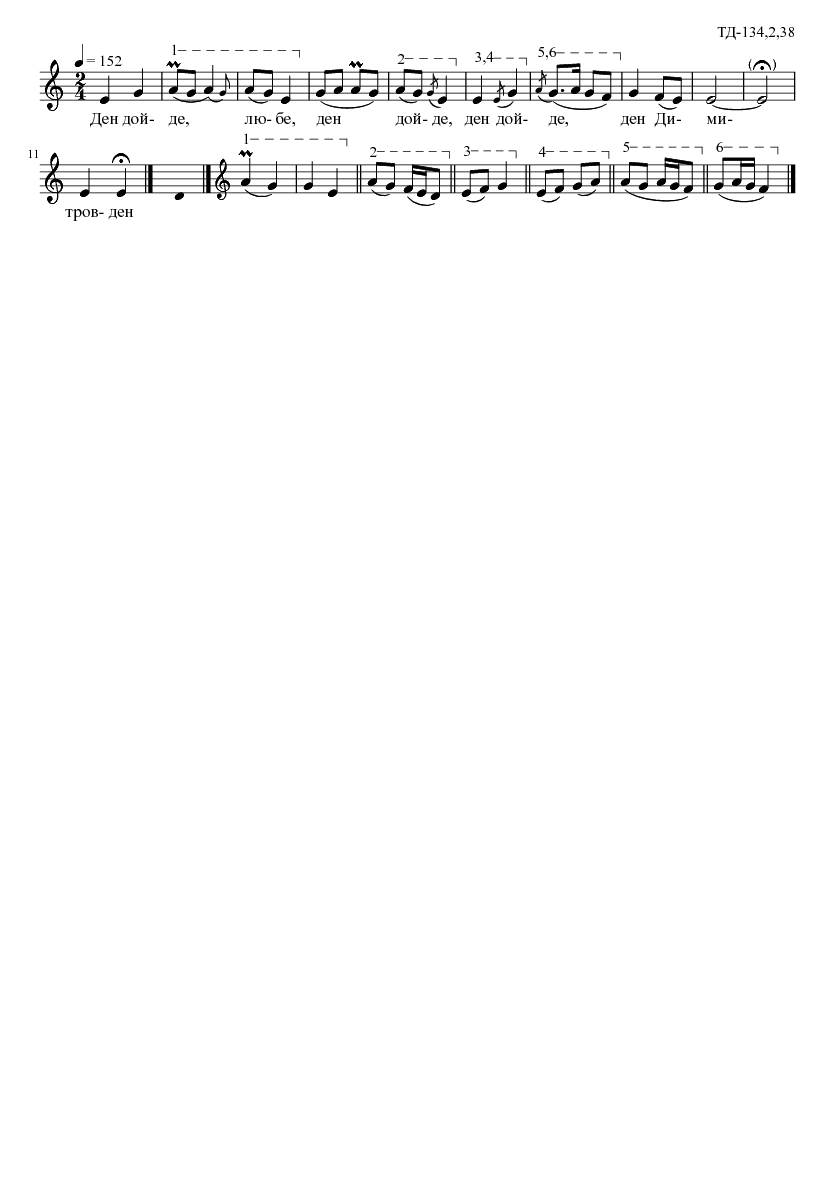 ТД-134,2,38
= 152
1 2 3,4 5,6
2 4
Ден дой- де, лю- бе, ден дой- де, ден дой- де, ден Ди- ми-
11
1 2 3 4 5 6
тров- ден